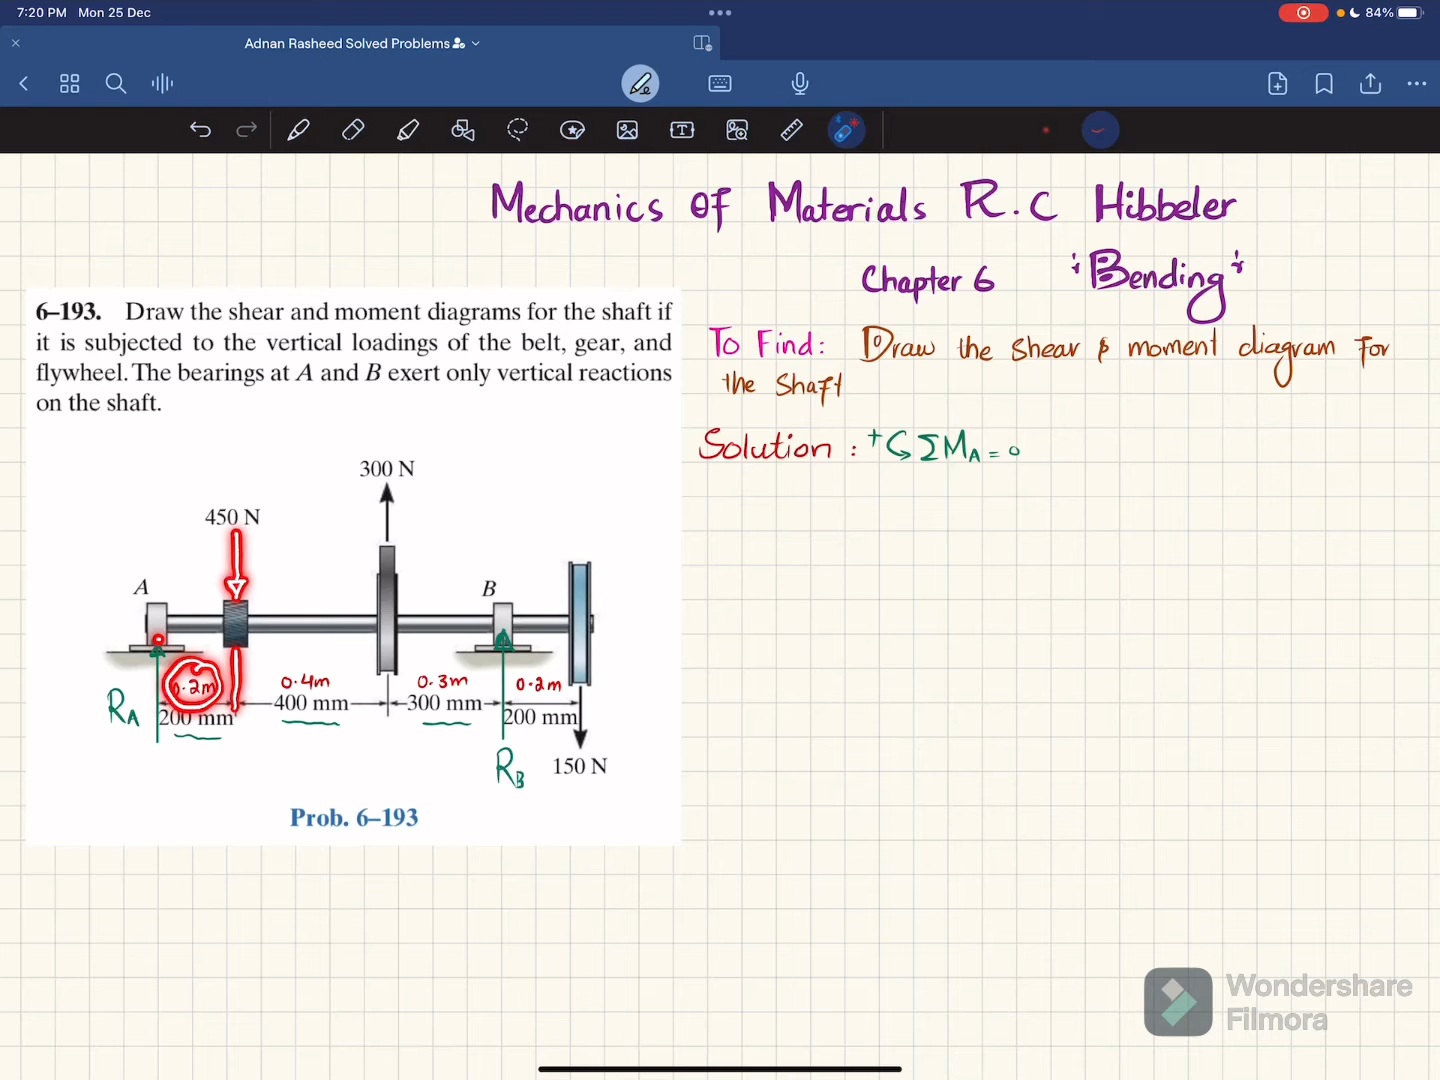 7:20 PM Mon 25 Dec
84%
Adnan Rasheed Solved Problems
Mechanics of Materials R.C Hibbeler
Chapter 6 "Bending"
6–193. Draw the shear and moment diagrams for the shaft if
it is subjected to the vertical loadings of the belt, gear, and
flywheel. The bearings at A and B exert only vertical reactions
on the shaft.
To Find: Draw the shear & moment diagram for
the shaft
Solution : +↺ ΣM_A = 0
300 N
450 N
A
B
0.2m
0.4m
0.3m
0.2m
R_A
200 mm
400 mm
300 mm
200 mm
R_B
150 N
Prob. 6–193
Wondershare
Filmora